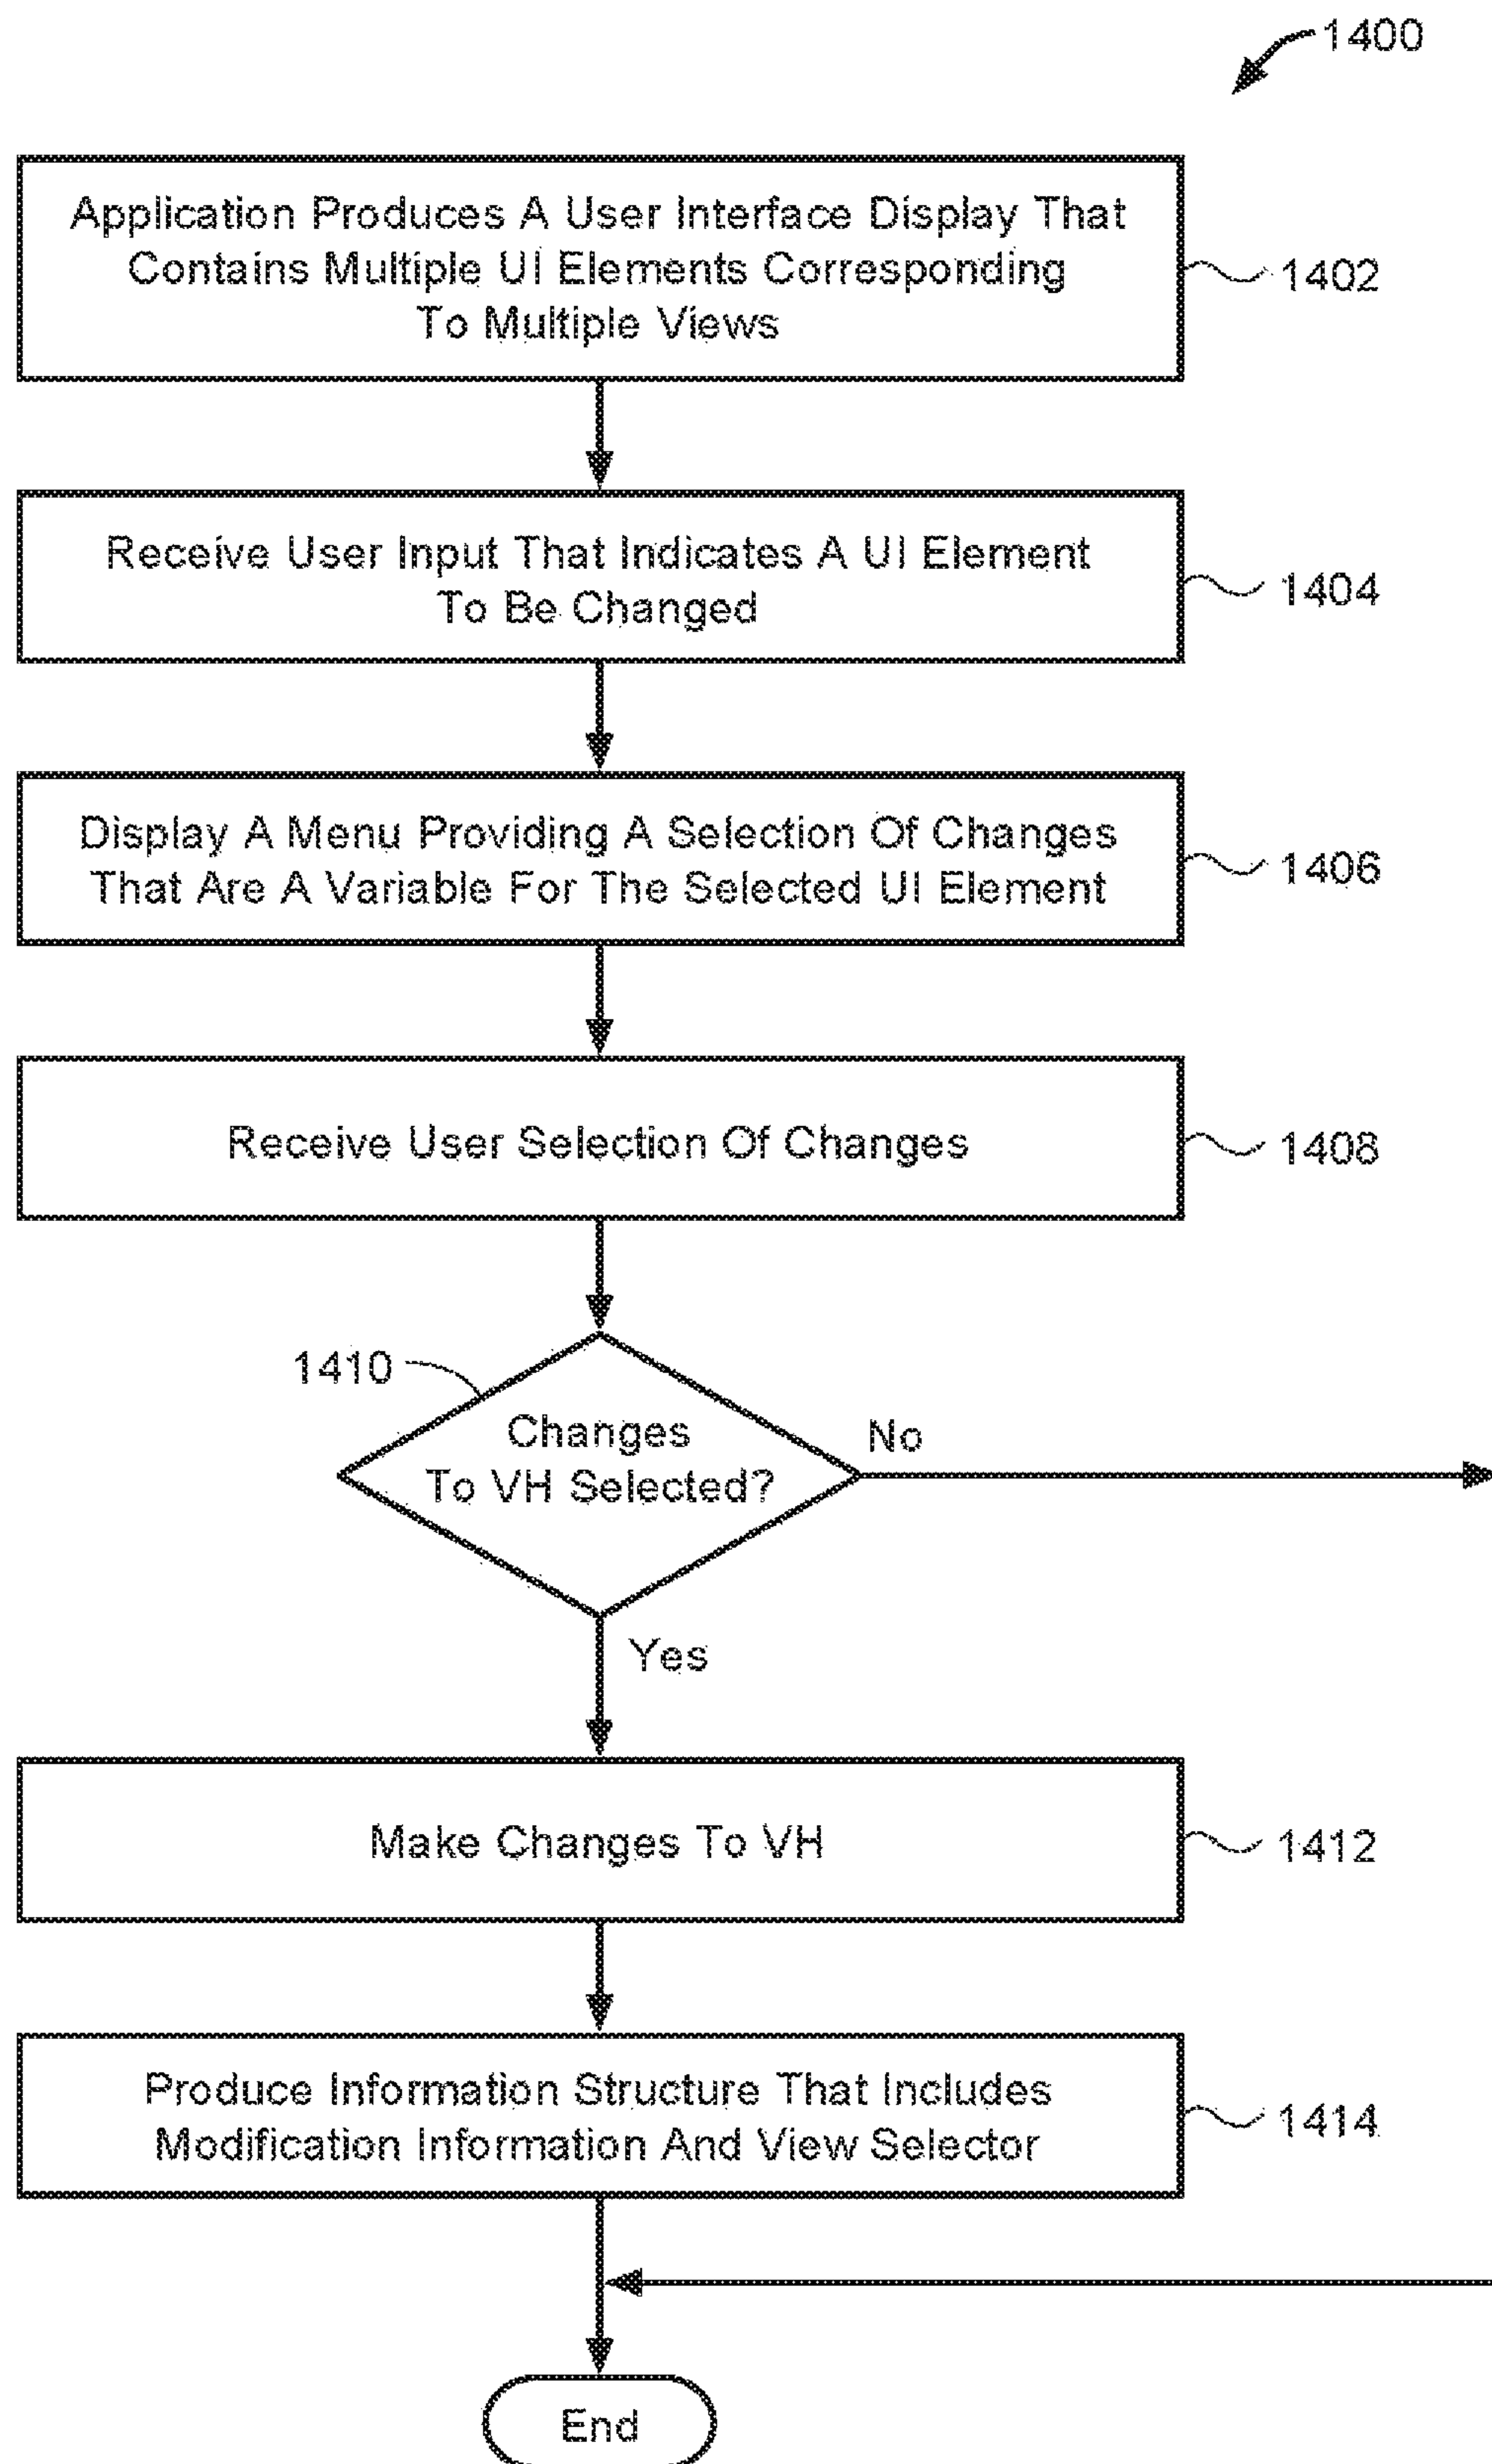 1400
Application Produces A User Interface Display That
Contains Multiple UI Elements Corresponding
To Multiple Views
1402
Receive User Input That Indicates A UI Element
To Be Changed
1404
Display A Menu Providing A Selection Of Changes
That Are A Variable For The Selected UI Element
1406
Receive User Selection Of Changes
1408
1410
Changes
To VH Selected?
No
Yes
Make Changes To VH
1412
Produce Information Structure That Includes
Modification Information And View Selector
1414
End